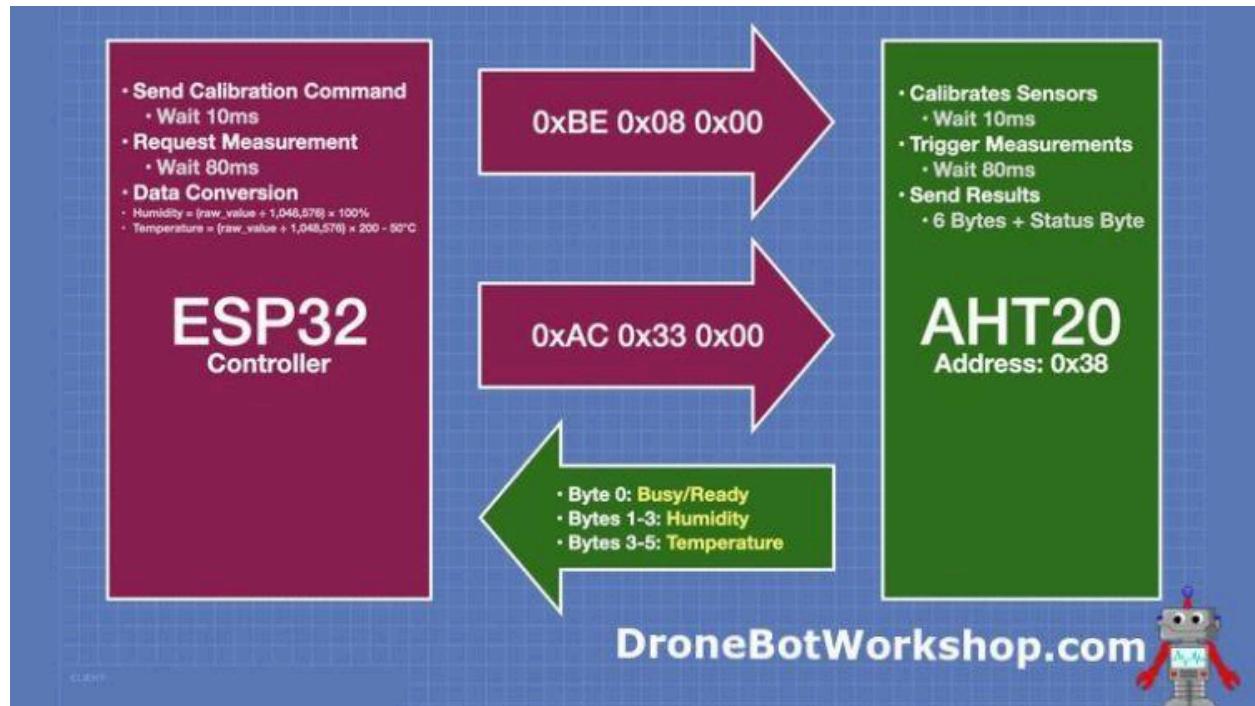 • Send Calibration Command
• Wait 10ms
• Request Measurement
• Wait 80ms
• Data Conversion
• Humidity = (raw_value ÷ 1,048,576) × 100%
• Temperature = (raw_value ÷ 1,048,576) × 200 - 50°C
ESP32
Controller
0xBE 0x08 0x00
0xAC 0x33 0x00
• Byte 0: Busy/Ready
• Bytes 1-3: Humidity
• Bytes 3-5: Temperature
• Calibrates Sensors
• Wait 10ms
• Trigger Measurements
• Wait 80ms
• Send Results
• 6 Bytes + Status Byte
AHT20
Address: 0x38
DroneBotWorkshop.com
CLIENT